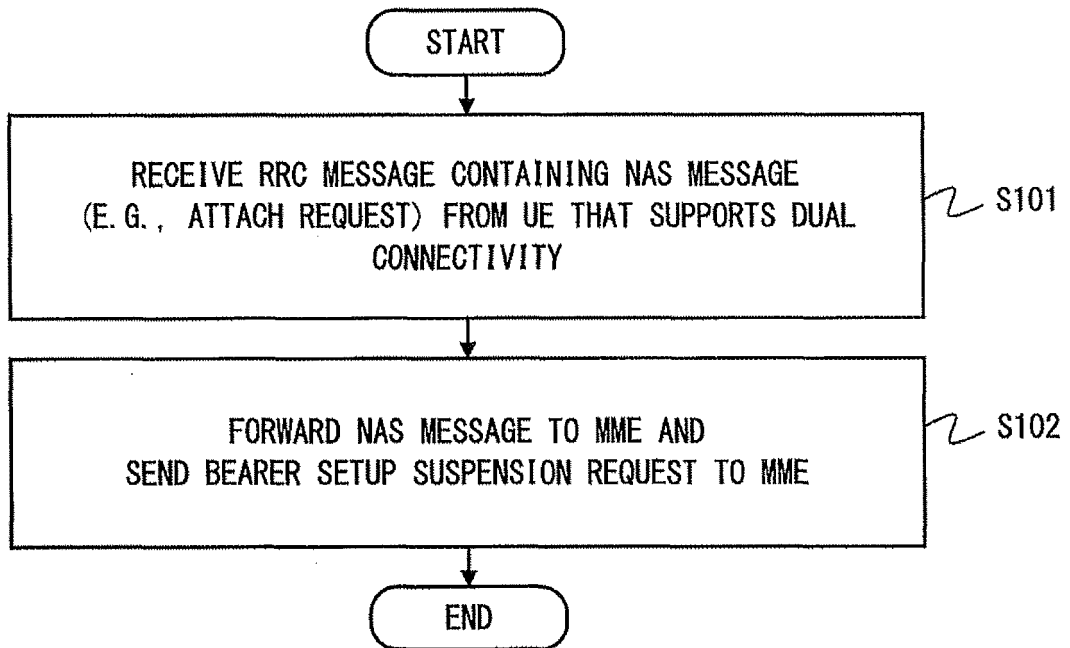 START
RECEIVE RRC MESSAGE CONTAINING NAS MESSAGE
(E.G., ATTACH REQUEST) FROM UE THAT SUPPORTS DUAL
CONNECTIVITY
S101
FORWARD NAS MESSAGE TO MME AND
SEND BEARER SETUP SUSPENSION REQUEST TO MME
S102
END